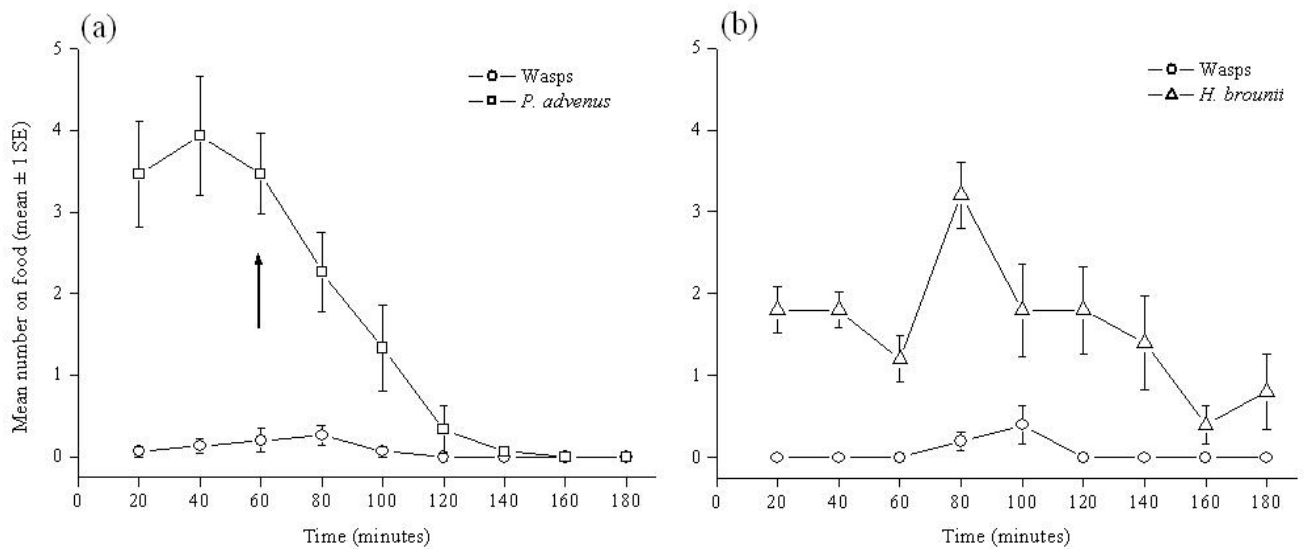 (a)
Mean number on food (mean ± 1 SE)
5
4
3
2
1
0
Wasps
P. advenus
0 20 40 60 80 100 120 140 160 180
Time (minutes)
(b)
5
4
3
2
1
0
Wasps
H. brounii
0 20 40 60 80 100 120 140 160 180
Time (minutes)